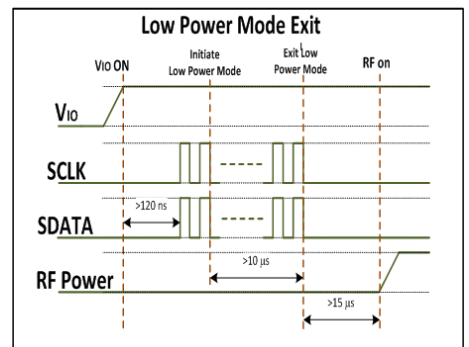 Low Power Mode Exit
VIO ON
Initiate
Low Power Mode
Exit Low
Power Mode
RF on
VIO
SCLK
>120 ns
SDATA
>10 µs
RF Power
>15 µs